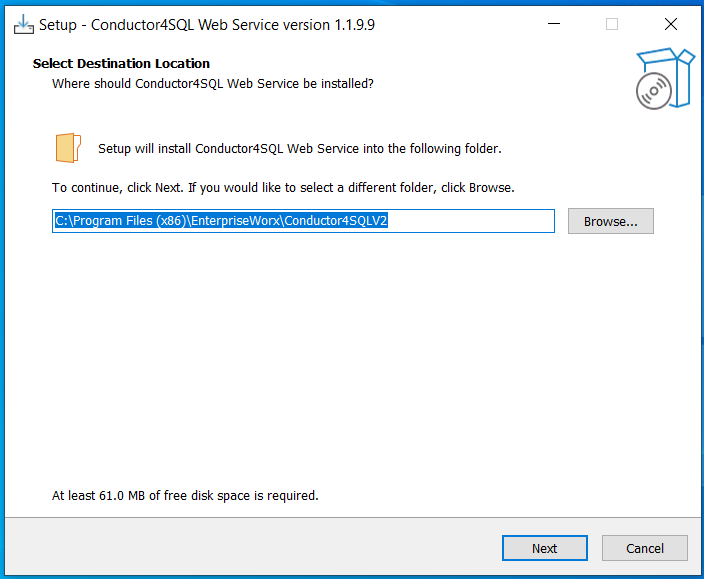 Setup - Conductor4SQL Web Service version 1.1.9.9
Select Destination Location
Where should Conductor4SQL Web Service be installed?
Setup will install Conductor4SQL Web Service into the following folder.
To continue, click Next. If you would like to select a different folder, click Browse.
C:\Program Files (x86)\EnterpriseWorx\Conductor4SQLV2
Browse...
At least 61.0 MB of free disk space is required.
Next
Cancel